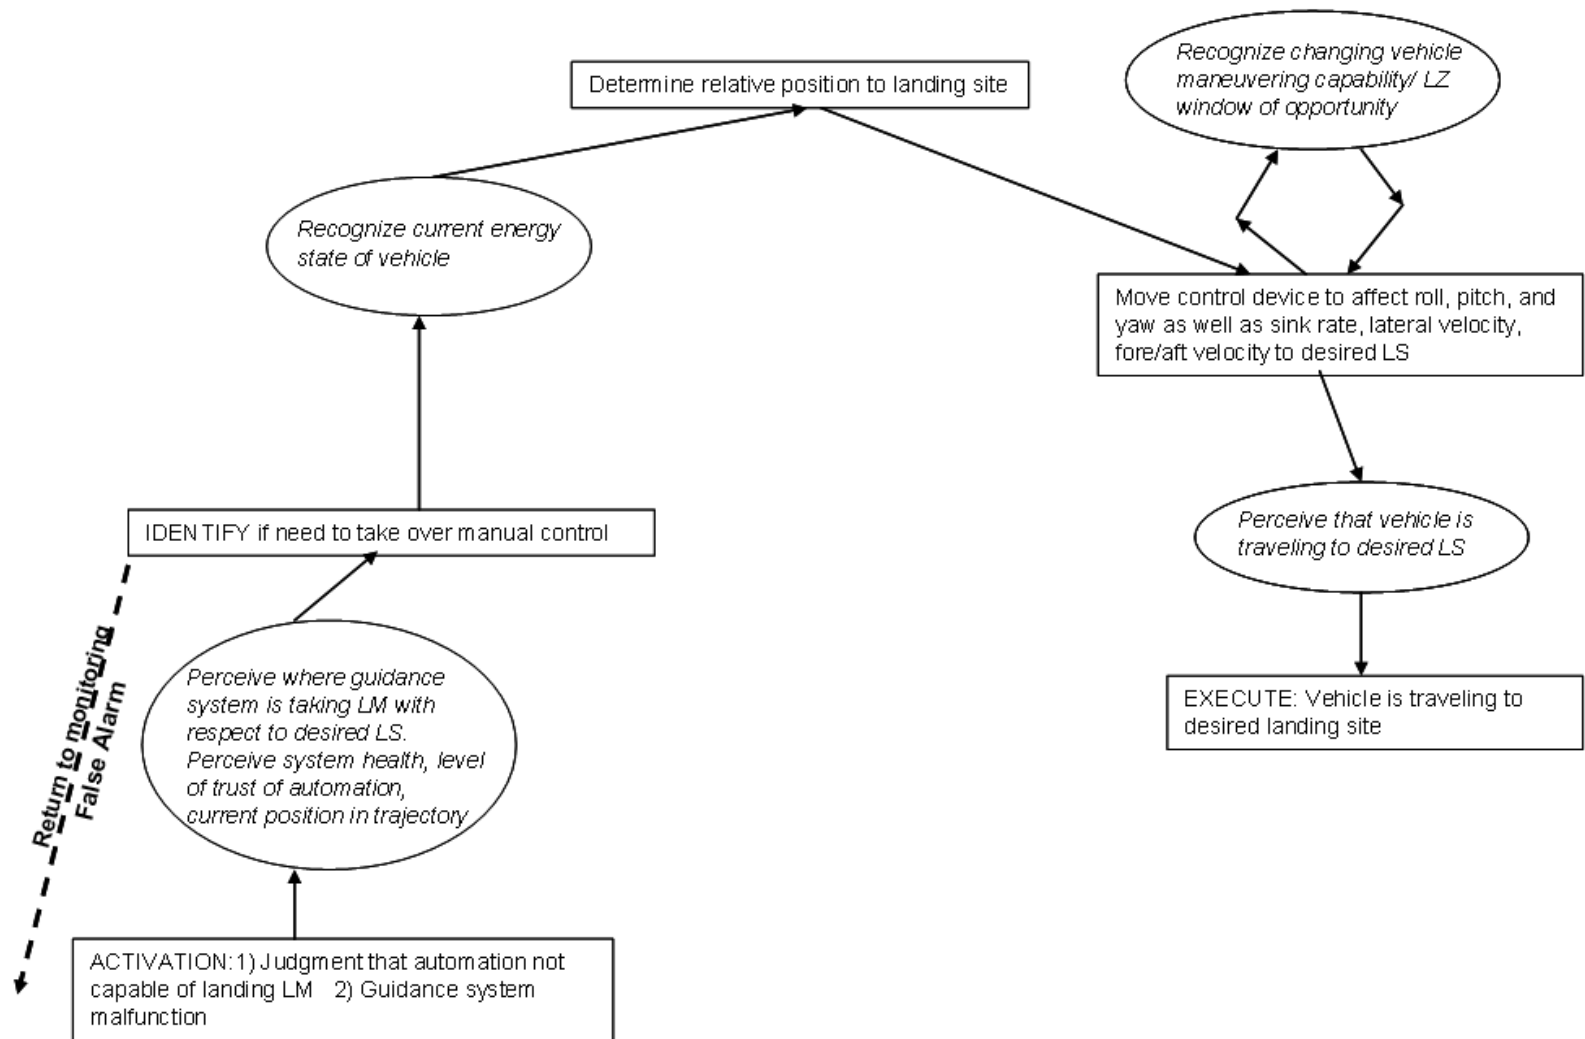 Determine relative position to landing site
Recognize changing vehicle
maneuvering capability/ LZ
window of opportunity
Recognize current energy
state of vehicle
Move control device to affect roll, pitch, and
yaw as well as sink rate, lateral velocity,
fore/aft velocity to desired LS
IDENTIFY if need to take over manual control
Perceive that vehicle is
traveling to desired LS
Return to monitoring
False Alarm
Perceive where guidance
system is taking LM with
respect to desired LS.
Perceive system health, level
of trust of automation,
current position in trajectory
EXECUTE: Vehicle is traveling to
desired landing site
ACTIVATION:1) Judgment that automation not
capable of landing LM 2) Guidance system
malfunction